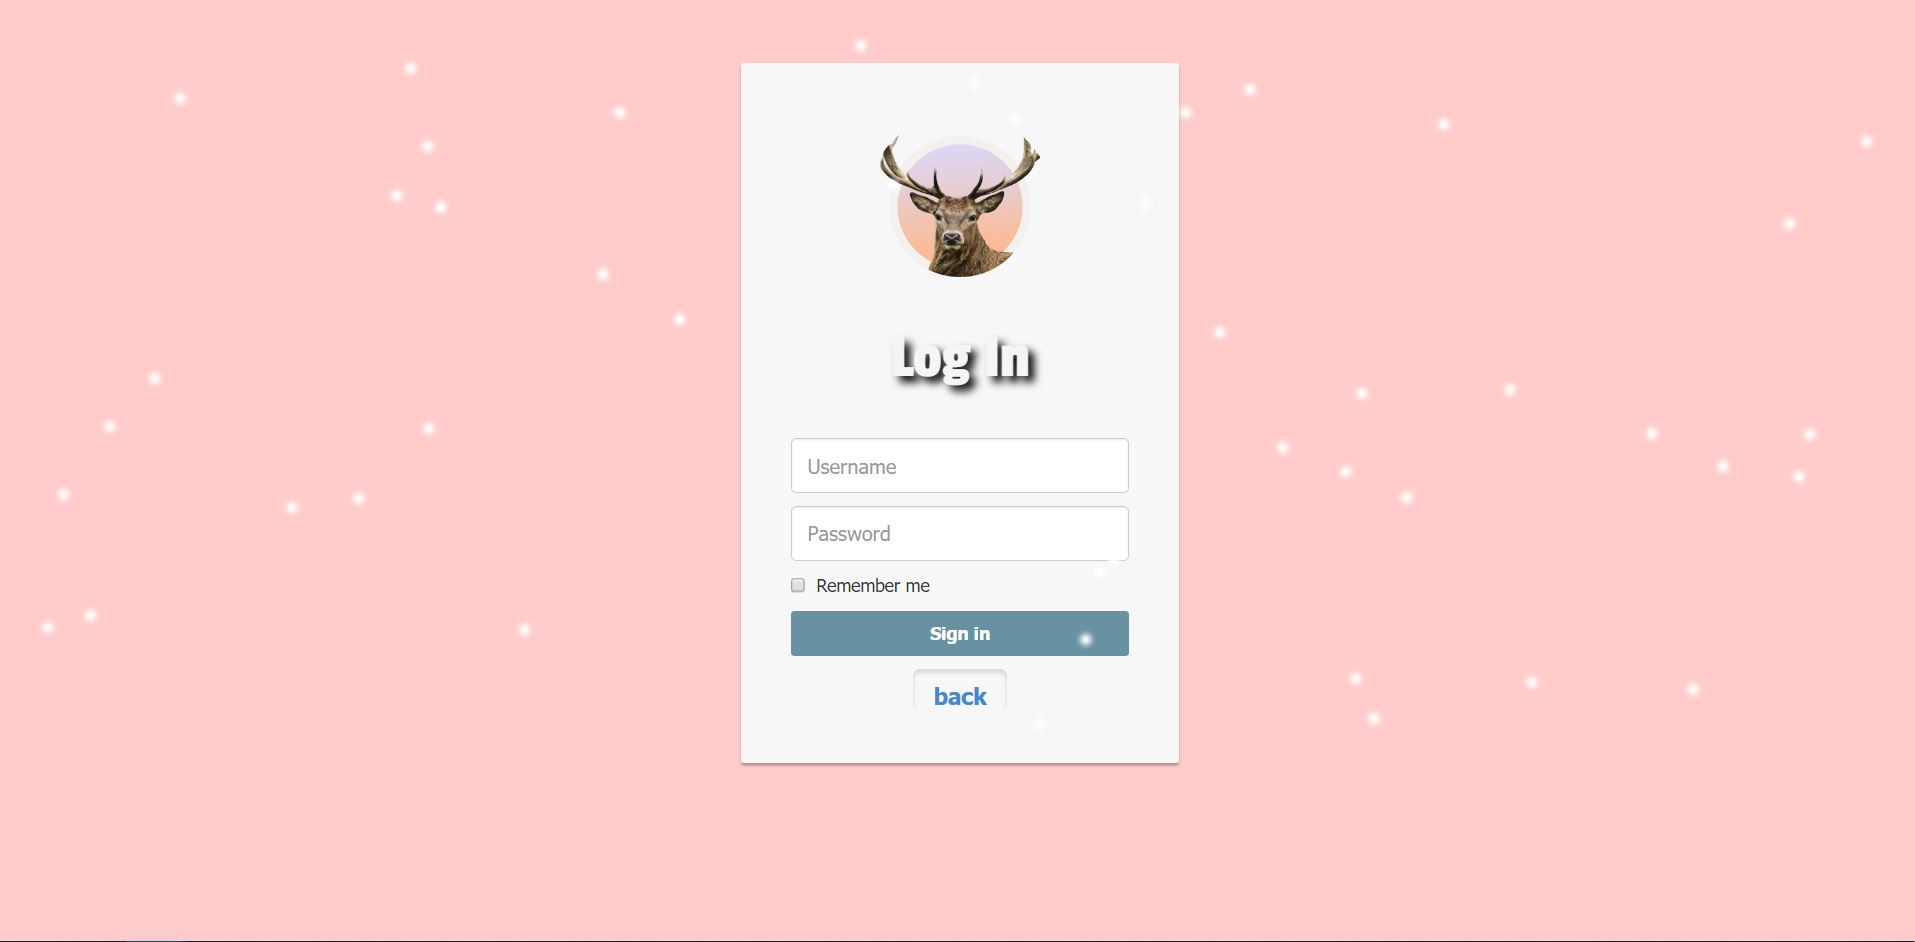 Log In
Username
Password
Remember me
Sign in
back